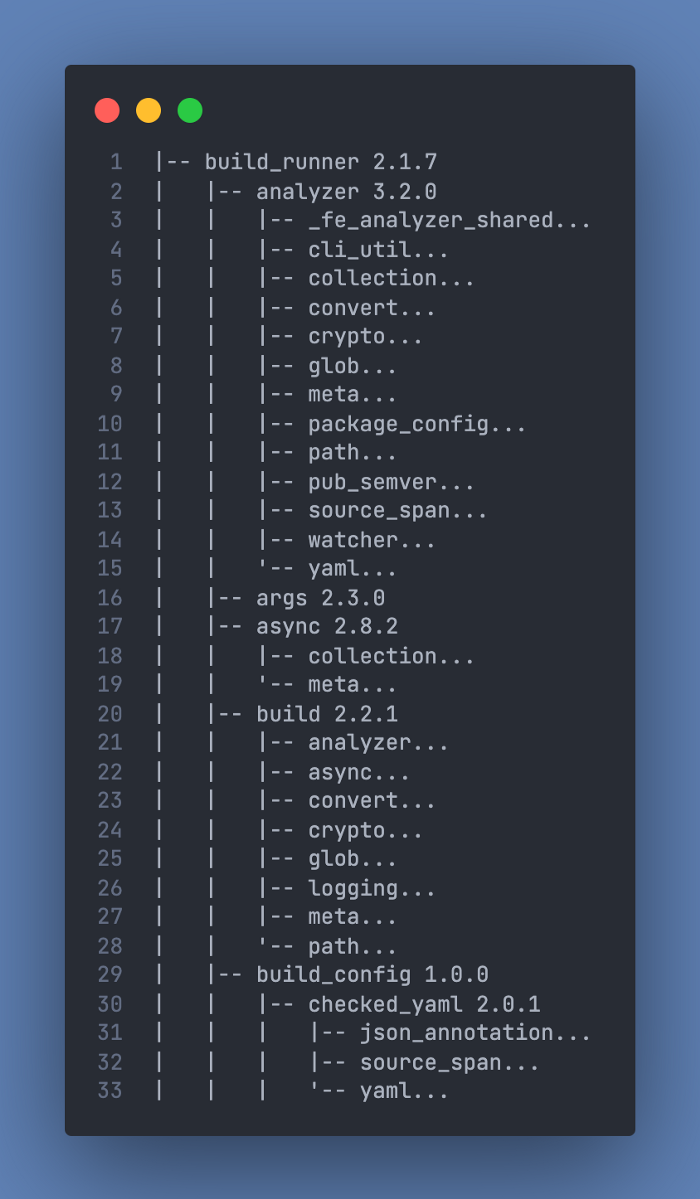 1 |-- build_runner 2.1.7
2 |   |-- analyzer 3.2.0
3 |   |   |-- _fe_analyzer_shared...
4 |   |   |-- cli_util...
5 |   |   |-- collection...
6 |   |   |-- convert...
7 |   |   |-- crypto...
8 |   |   |-- glob...
9 |   |   |-- meta...
10 |   |   |-- package_config...
11 |   |   |-- path...
12 |   |   |-- pub_semver...
13 |   |   |-- source_span...
14 |   |   |-- watcher...
15 |   |   '-- yaml...
16 |   |-- args 2.3.0
17 |   |-- async 2.8.2
18 |   |   |-- collection...
19 |   |   '-- meta...
20 |   |-- build 2.2.1
21 |   |   |-- analyzer...
22 |   |   |-- async...
23 |   |   |-- convert...
24 |   |   |-- crypto...
25 |   |   |-- glob...
26 |   |   |-- logging...
27 |   |   |-- meta...
28 |   |   '-- path...
29 |   |-- build_config 1.0.0
30 |   |   |-- checked_yaml 2.0.1
31 |   |   |   |-- json_annotation...
32 |   |   |   |-- source_span...
33 |   |   |   '-- yaml...